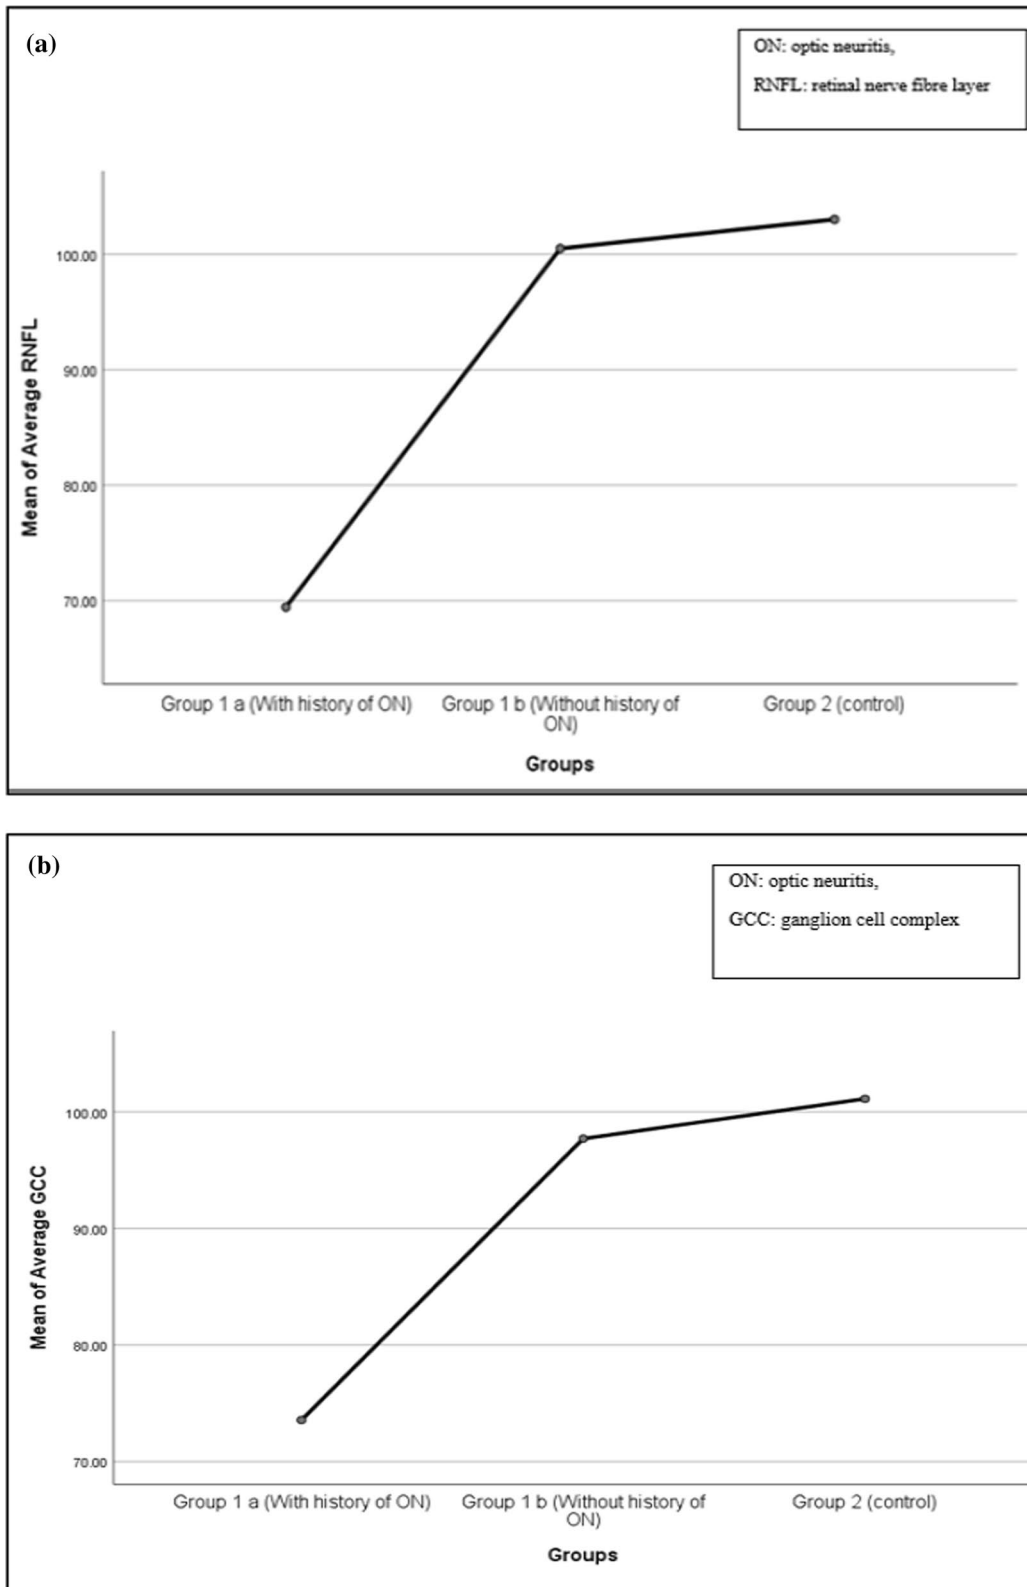 (a)
ON: optic neuritis,
RNFL: retinal nerve fibre layer
Mean of Average RNFL
100.00
90.00
80.00
70.00
Group 1 a (With history of ON)
Group 1 b (Without history of
ON)
Group 2 (control)
Groups
(b)
ON: optic neuritis,
GCC: ganglion cell complex
Mean of Average GCC
100.00
90.00
80.00
70.00
Group 1 a (With history of ON)
Group 1 b (Without history of
ON)
Group 2 (control)
Groups